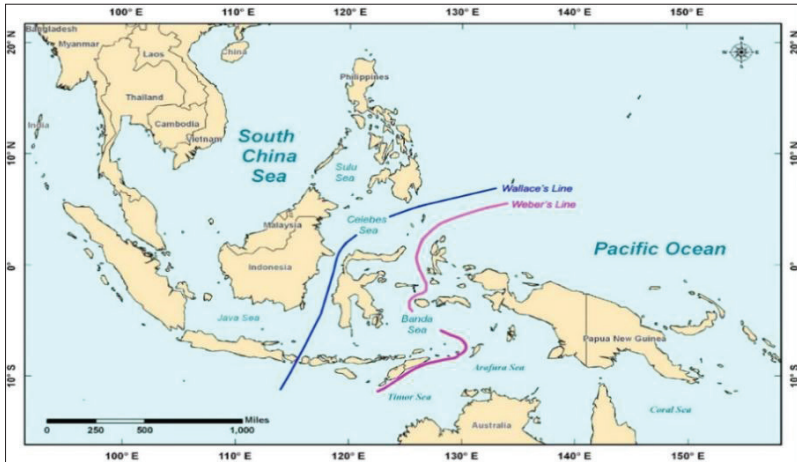 100° E
110° E
120° E
130° E
140° E
150° E
20° N
20° N
Bangladesh
Myanmar
Laos
China
Thailand
Philippines
India
Cambodia
Vietnam
10° N
10° N
South
China
Sea
Sulu
Sea
Wallace's Line
Weber's Line
Celebes
Sea
Malaysia
Pacific Ocean
0°
0°
Indonesia
Java Sea
Banda
Sea
Papua New Guinea
Arafura Sea
10° S
10° S
Timor Sea
Coral Sea
Miles
0
250
500
1,000
Australia
100° E
110° E
120° E
130° E
140° E
150° E